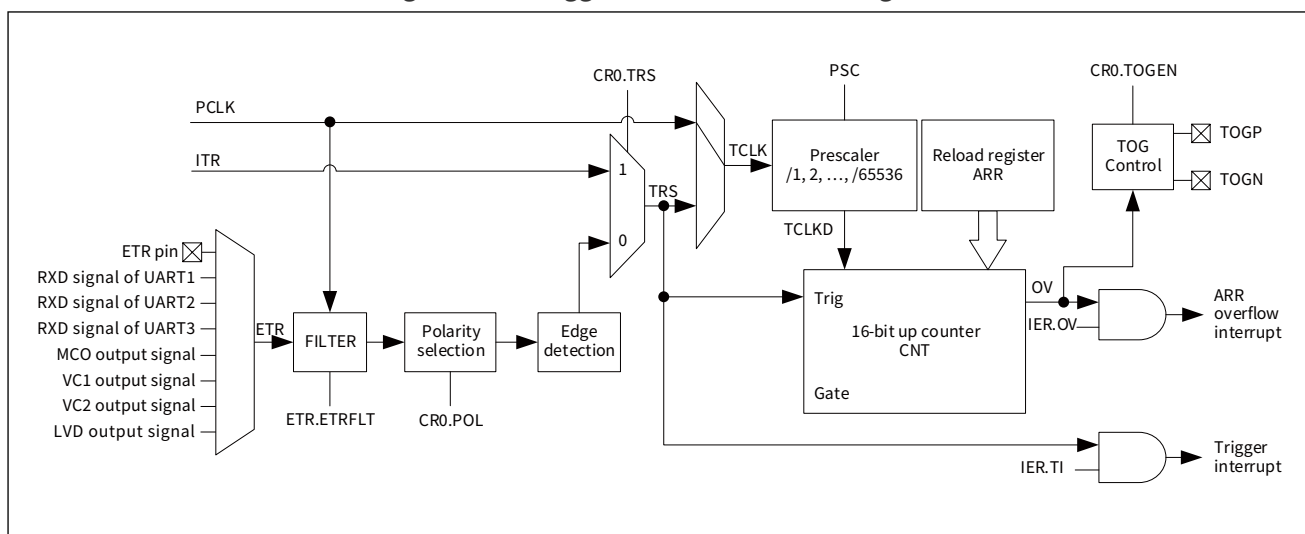 CR0.TRS
PSC
CR0.TOGEN
PCLK
ITR
1
TRS
0
TCLK
Prescaler
/1, 2, …, /65536
Reload register
ARR
TOG
Control
TOGP
TOGN
TCLKD
ETR pin
RXD signal of UART1
RXD signal of UART2
RXD signal of UART3
MCO output signal
VC1 output signal
VC2 output signal
LVD output signal
ETR
FILTER
ETR.ETRFLT
Polarity
selection
CR0.POL
Edge
detection
Trig
16-bit up counter
CNT
Gate
OV
IER.OV
ARR
overflow
interrupt
IER.TI
Trigger
interrupt